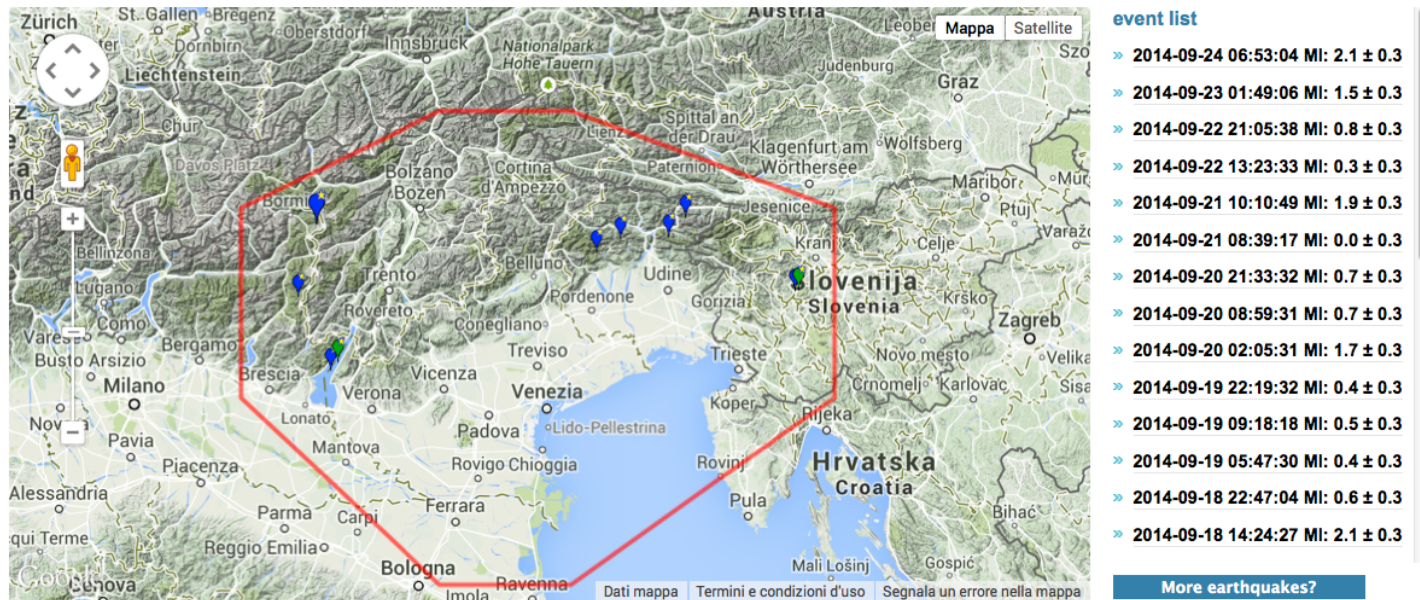 Zürich
St. Gallen
Bregenz
Oberstdorf
Austria
Leoben
Mappa
Satellite
Dornbirn
Innsbruck
Nationalpark
Hohe Tauern
Judenburg
Liechtenstein
Graz
Chur
Spittal an
der Drau
Lienz
Klagenfurt am
Wörthersee
Wolfsberg
Davos Platz
Bolzano
Bozen
Cortina
d'Ampezzo
Paternion
Maribor
Ptuj
Bormio
Jesenice
Bellinzona
Belluno
Kranj
Celje
Lugano
Trento
Udine
Slovenija
Slovenia
Pordenone
Gorizia
Krško
Rovereto
Como
Varese
Conegliano
Zagreb
Busto Arsizio
Bergamo
Treviso
Trieste
Novo mesto
Brescia
Vicenza
Milano
Verona
Venezia
Koper
Črnomelj
Karlovac
Lonato
Rijeka
Pavia
Padova
Lido-Pellestrina
Mantova
Piacenza
Rovigo
Chioggia
Rovinj
Hrvatska
Croatia
Alessandria
Ferrara
Pula
Parma
Carpi
Bihać
cqui Terme
Reggio Emilia
Bologna
Mali Lošinj
Gospić
Google
Genova
Imola
Ravenna
Dati mappa
Termini e condizioni d'uso
Segnala un errore nella mappa
event list
» 2014-09-24 06:53:04 Ml: 2.1 ± 0.3
» 2014-09-23 01:49:06 Ml: 1.5 ± 0.3
» 2014-09-22 21:05:38 Ml: 0.8 ± 0.3
» 2014-09-22 13:23:33 Ml: 0.3 ± 0.3
» 2014-09-21 10:10:49 Ml: 1.9 ± 0.3
» 2014-09-21 08:39:17 Ml: 0.0 ± 0.3
» 2014-09-20 21:33:32 Ml: 0.7 ± 0.3
» 2014-09-20 08:59:31 Ml: 0.7 ± 0.3
» 2014-09-20 02:05:31 Ml: 1.7 ± 0.3
» 2014-09-19 22:19:32 Ml: 0.4 ± 0.3
» 2014-09-19 09:18:18 Ml: 0.5 ± 0.3
» 2014-09-19 05:47:30 Ml: 0.4 ± 0.3
» 2014-09-18 22:47:04 Ml: 0.6 ± 0.3
» 2014-09-18 14:24:27 Ml: 2.1 ± 0.3
More earthquakes?